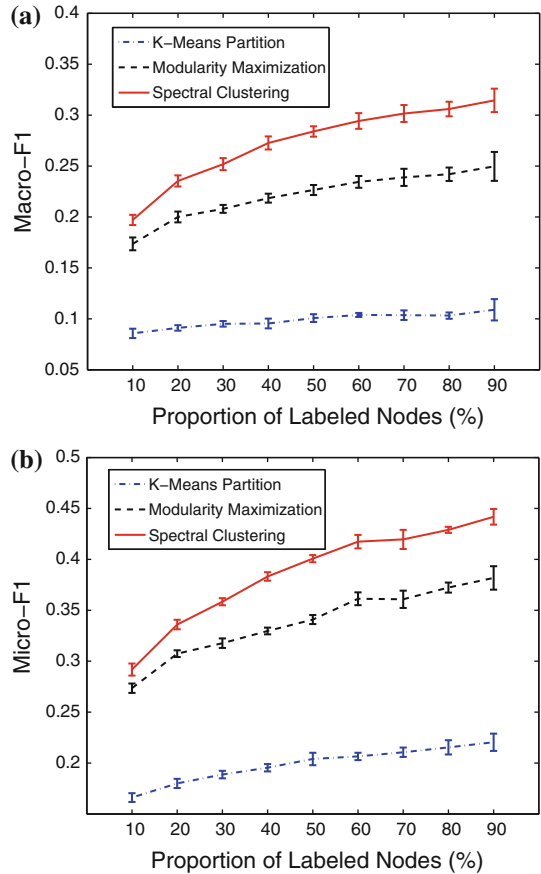 (a)
0.4
0.35
0.3
0.25
0.2
0.15
0.1
0.05
Macro−F1
K−Means Partition
Modularity Maximization
Spectral Clustering
10 20 30 40 50 60 70 80 90
Proportion of Labeled Nodes (%)
(b)
0.5
0.45
0.4
0.35
0.3
0.25
0.2
Micro−F1
K−Means Partition
Modularity Maximization
Spectral Clustering
10 20 30 40 50 60 70 80 90
Proportion of Labeled Nodes (%)